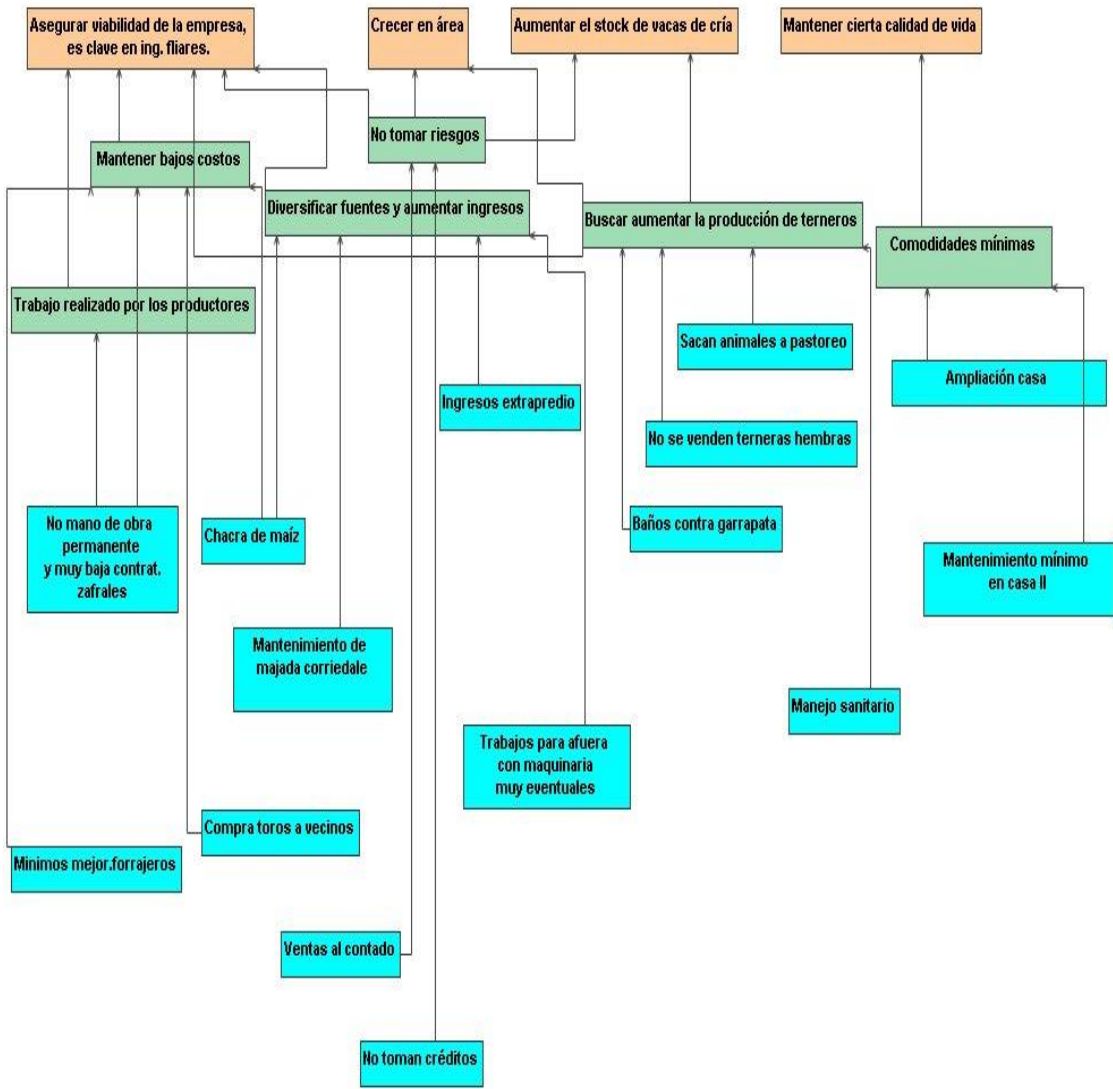 Asegurar viabilidad de la empresa,
es clave en ing. fliares.
Crecer en área
Aumentar el stock de vacas de cría
Mantener cierta calidad de vida
No tomar riesgos
Mantener bajos costos
Diversificar fuentes y aumentar ingresos
Buscar aumentar la producción de terneros
Comodidades mínimas
Trabajo realizado por los productores
Sacan animales a pastoreo
Ampliación casa
Ingresos extrapredio
No se venden terneras hembras
No mano de obra
permanente
y muy baja contrat.
zafrales
Chacra de maíz
Baños contra garrapata
Mantenimiento mínimo
en casa II
Mantenimiento de
majada corriedale
Manejo sanitario
Trabajos para afuera
con maquinaria
muy eventuales
Compra toros a vecinos
Minimos mejor.forrajeros
Ventas al contado
No toman créditos